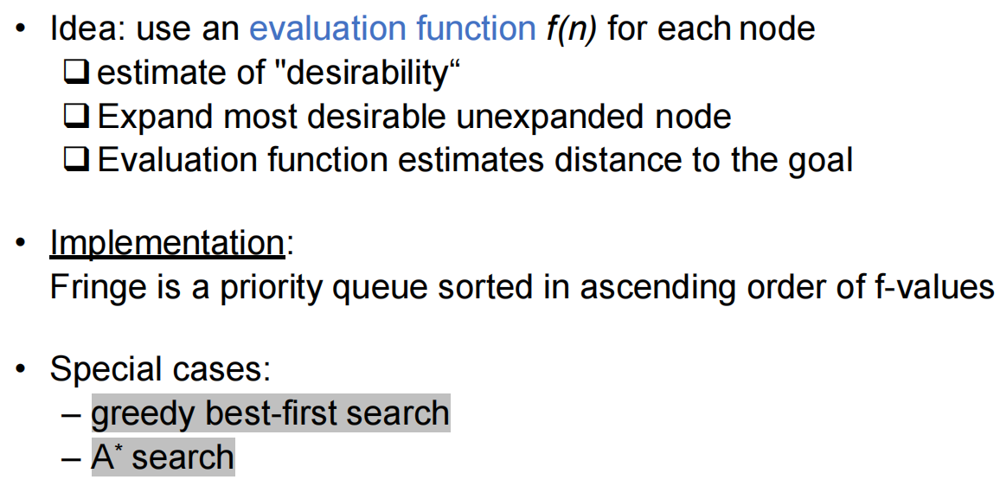 • Idea: use an evaluation function f(n) for each node
❑ estimate of "desirability“
❑ Expand most desirable unexpanded node
❑ Evaluation function estimates distance to the goal
• Implementation:
Fringe is a priority queue sorted in ascending order of f-values
• Special cases:
– greedy best-first search
– A* search